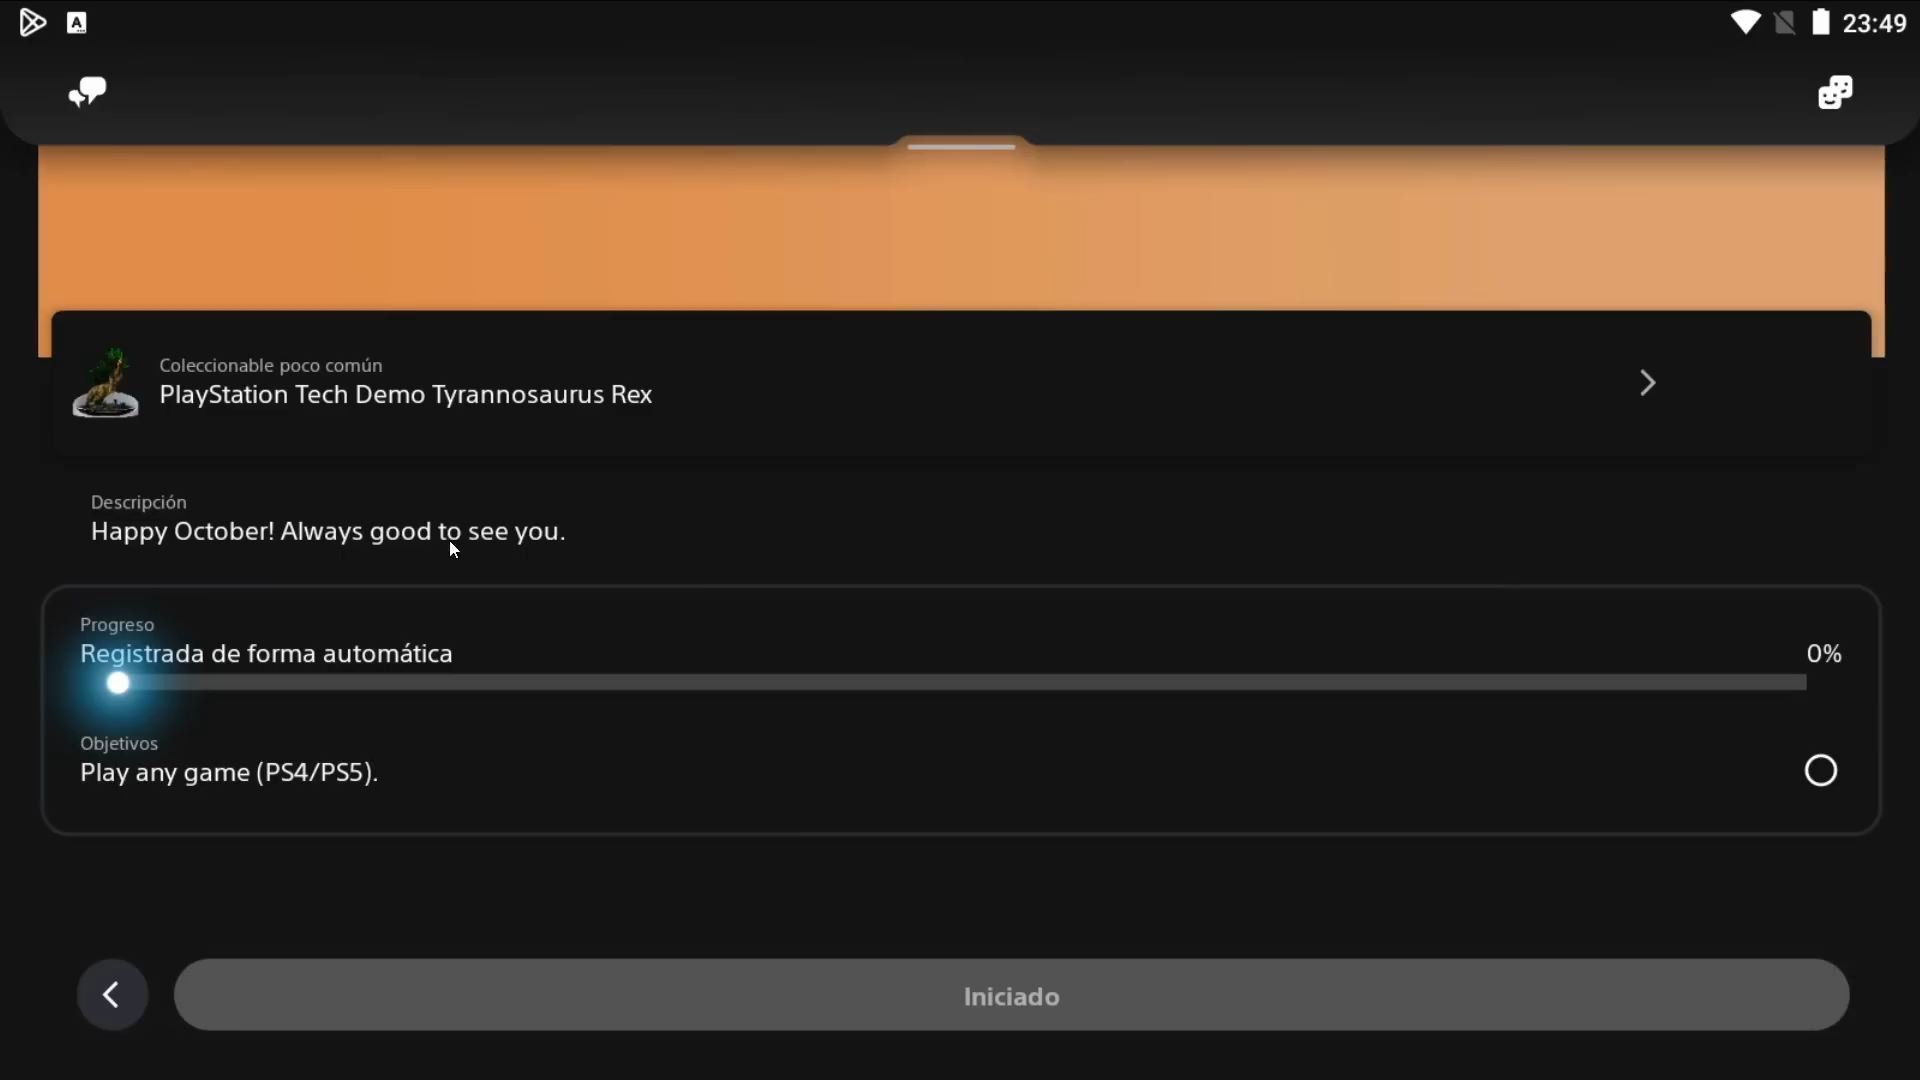 23:49
Coleccionable poco común
PlayStation Tech Demo Tyrannosaurus Rex
Descripción
Happy October! Always good to see you.
Progreso
Registrada de forma automática
0%
Objetivos
Play any game (PS4/PS5).
Iniciado